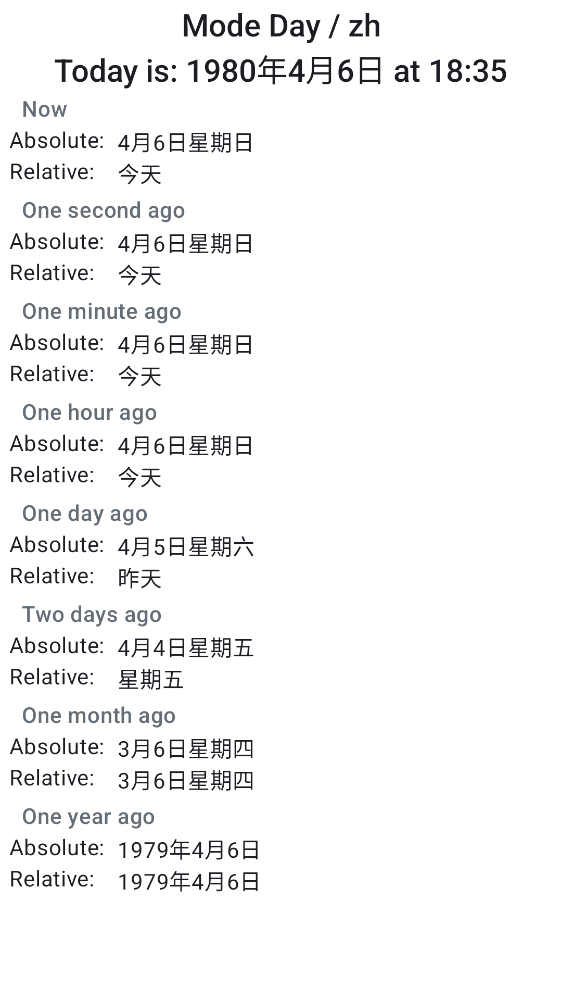 Mode Day / zh
Today is: 1980年4月6日 at 18:35
Now
Absolute: 4月6日星期日
Relative: 今天
One second ago
Absolute: 4月6日星期日
Relative: 今天
One minute ago
Absolute: 4月6日星期日
Relative: 今天
One hour ago
Absolute: 4月6日星期日
Relative: 今天
One day ago
Absolute: 4月5日星期六
Relative: 昨天
Two days ago
Absolute: 4月4日星期五
Relative: 星期五
One month ago
Absolute: 3月6日星期四
Relative: 3月6日星期四
One year ago
Absolute: 1979年4月6日
Relative: 1979年4月6日